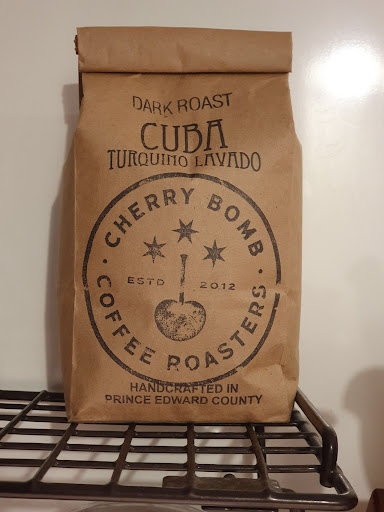 DARK ROAST
CUBA
TURQUINO LAVADO
CHERRY BOMB
ESTD 2012
COFFEE ROASTERS
HANDCRAFTED IN
PRINCE EDWARD COUNTY